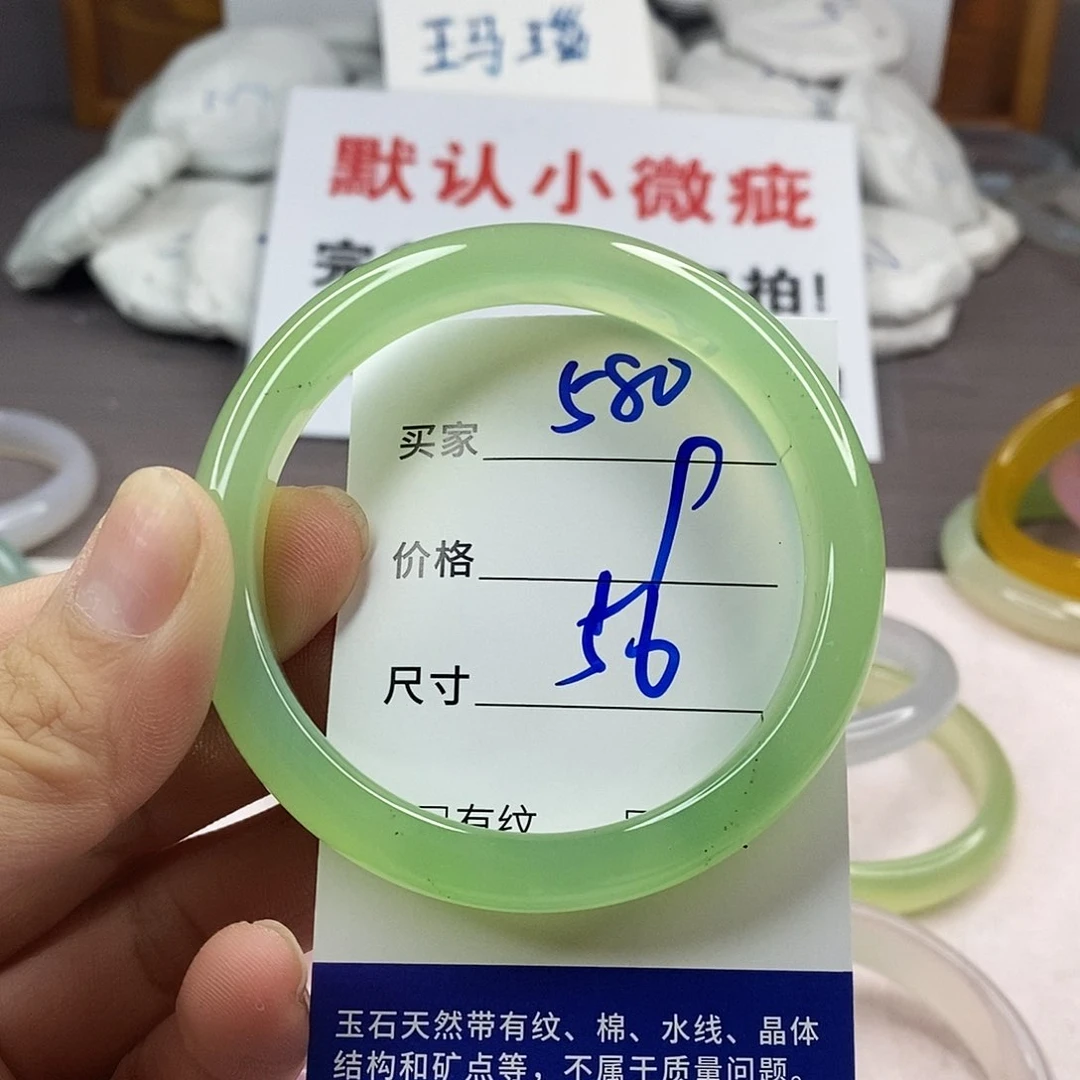 玛瑙
默认小微疵
完
拍!
580
买家
价格
56
尺寸
有纹
玉石天然带有纹、棉、水线、晶体
结构和矿点等，不属于质量问题。